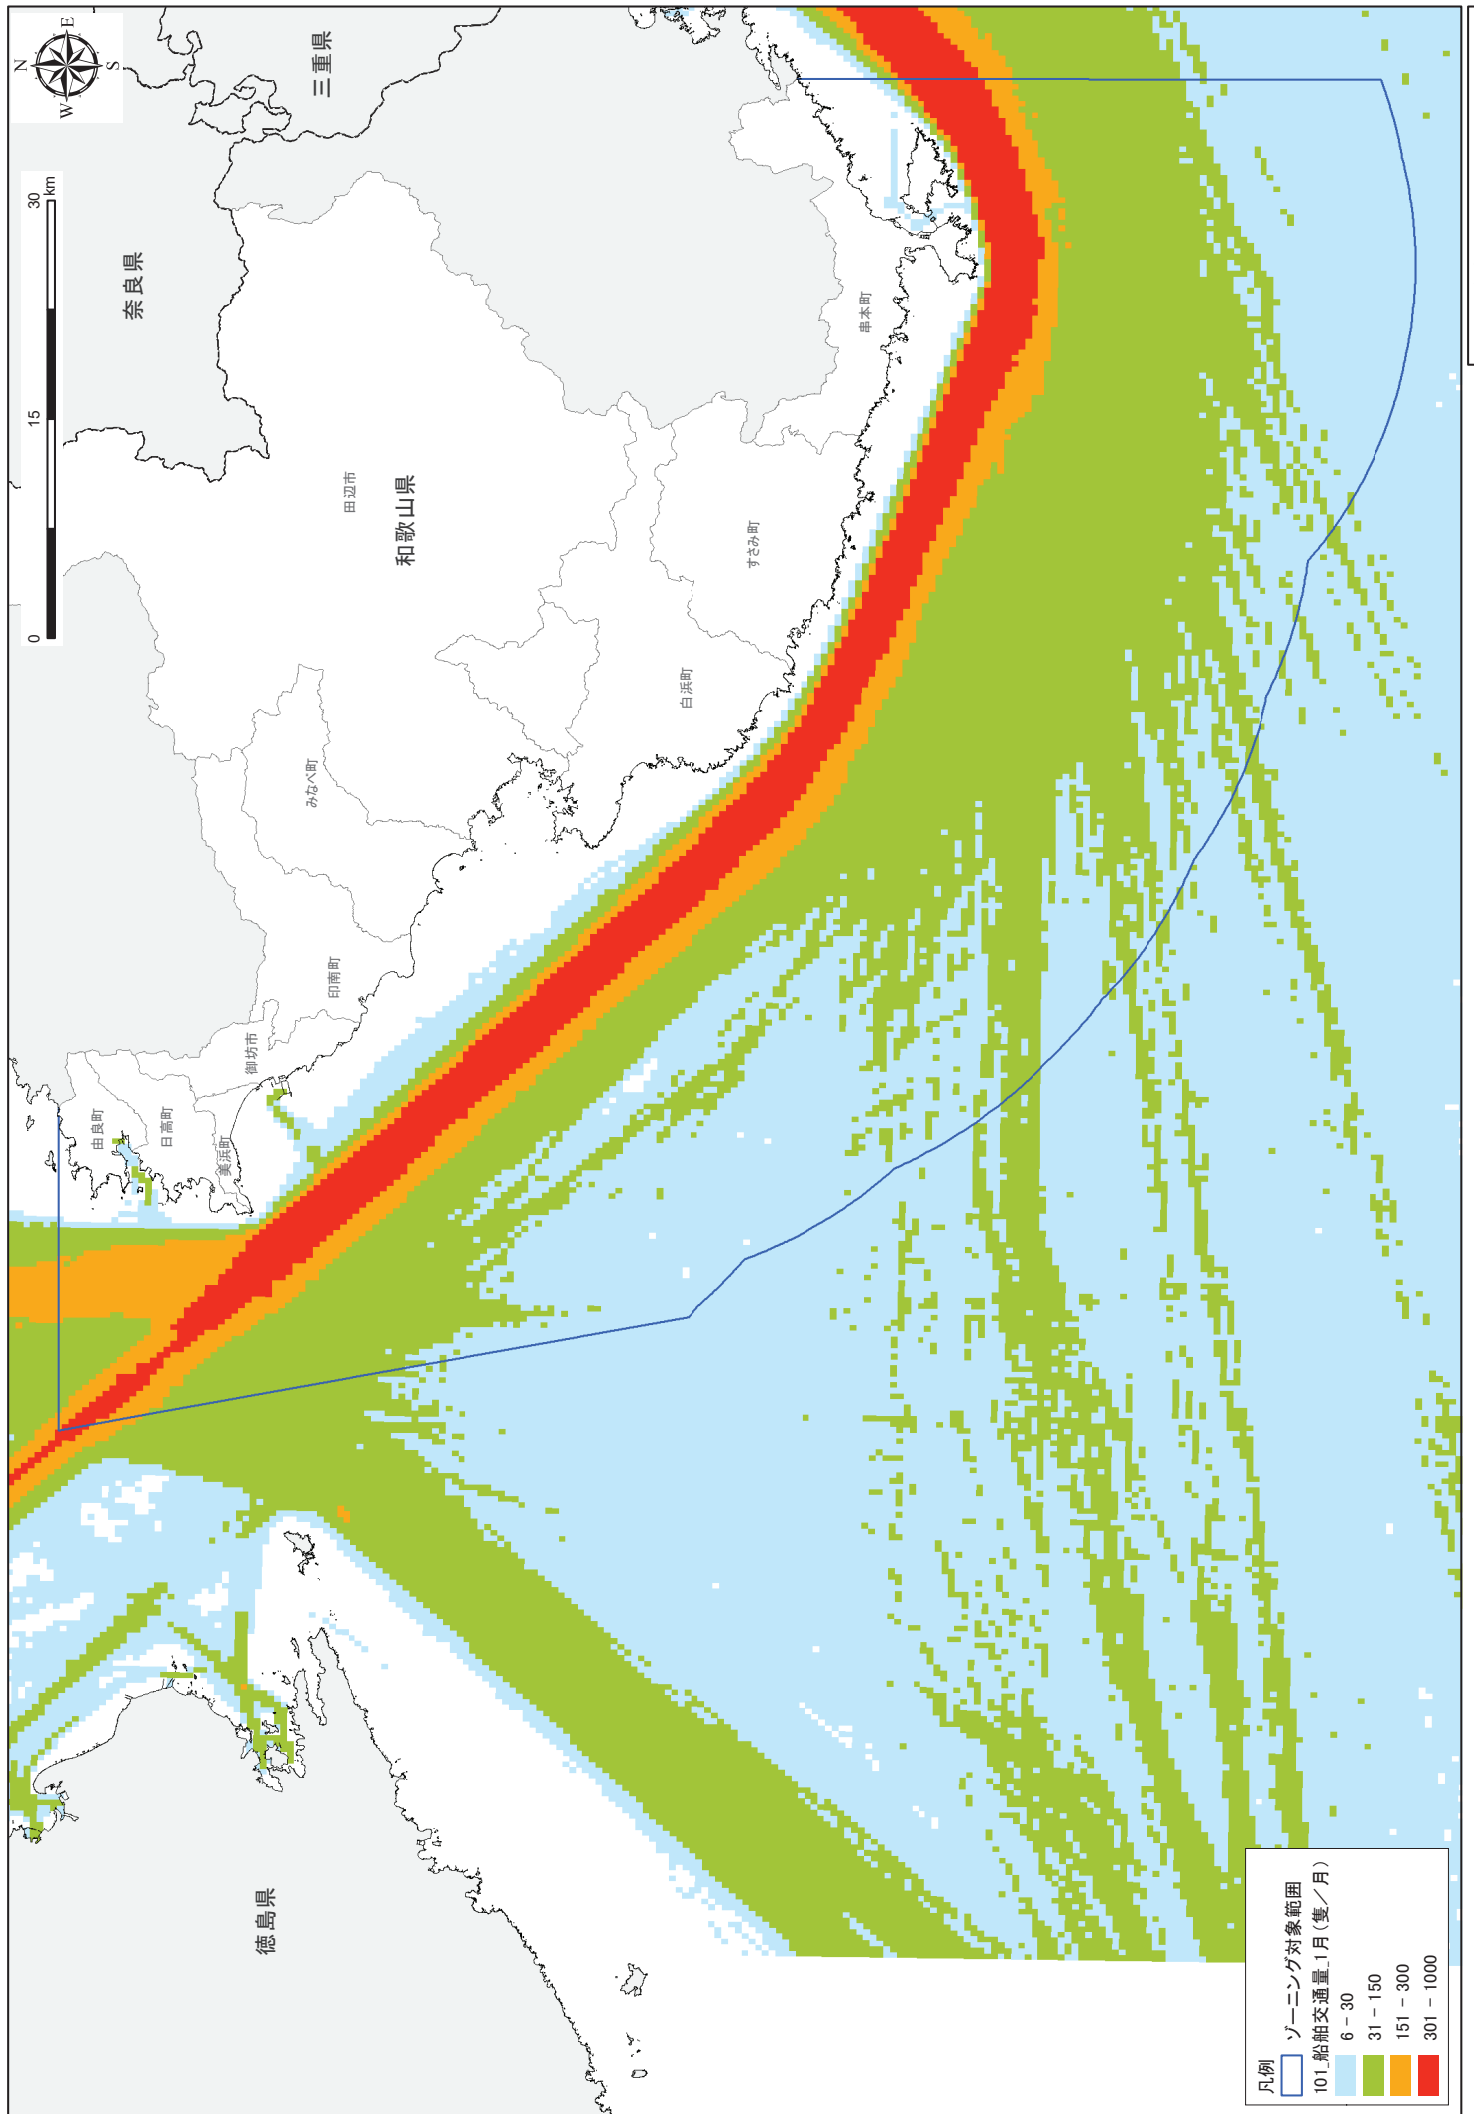 N
E
S
W
0
15
30
km
三重県
奈良県
和歌山県
徳島県
田辺市
みなべ町
印南町
御坊市
美浜町
日高町
由良町
白浜町
すさみ町
串本町
凡例
ゾーニング対象範囲
101_船舶交通量_1月(隻／月)
6 - 30
31 - 150
151 - 300
301 - 1000